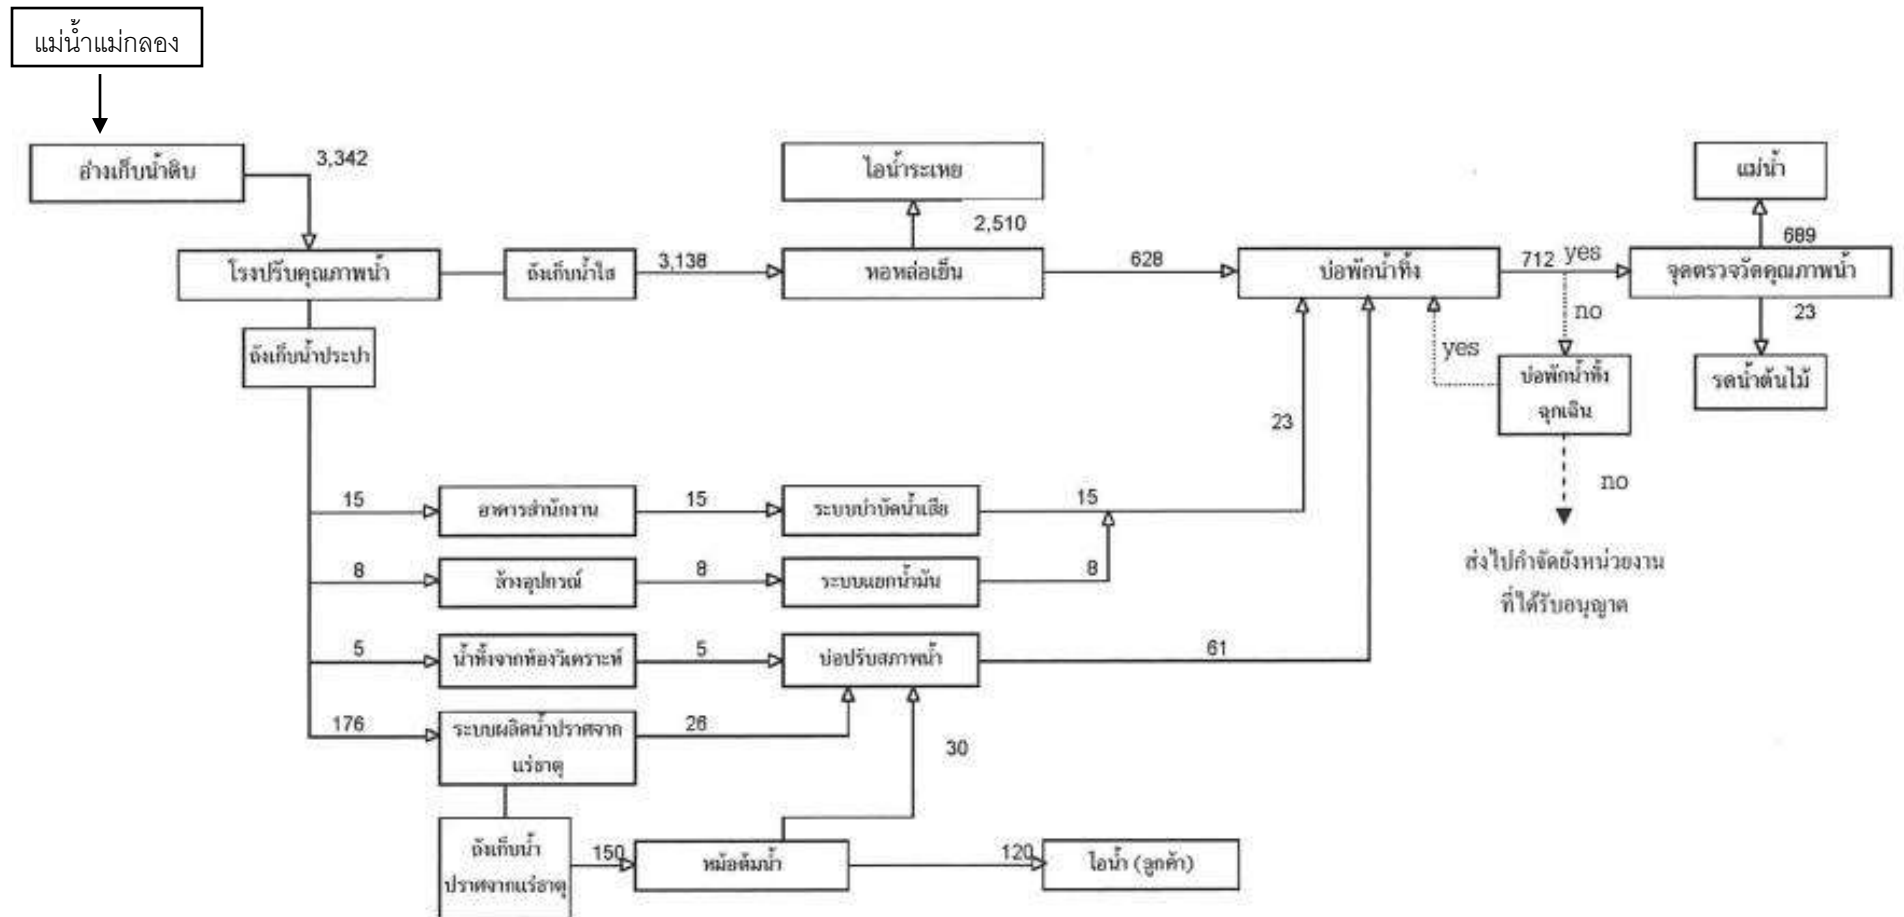 แม่น้ำแม่กลอง
อ่างเก็บน้ำดิบ
3,342
ไอน้ำระเหย
แม่น้ำ
2,510
689
โรงปรับคุณภาพน้ำ
ถังเก็บน้ำใส
3,138
หอหล่อเย็น
628
บ่อพักน้ำทิ้ง
712
yes
จุดตรวจวัดคุณภาพน้ำ
no
23
ถังเก็บน้ำประปา
yes
บ่อพักน้ำทิ้ง
ฉุกเฉิน
รดน้ำต้นไม้
23
no
15
อาคารสำนักงาน
15
ระบบบำบัดน้ำเสีย
15
8
ล้างอุปกรณ์
8
ระบบแยกน้ำมัน
8
ส่งไปกำจัดยังหน่วยงาน
ที่ได้รับอนุญาต
5
น้ำทิ้งจากห้องวิเคราะห์
5
บ่อปรับสภาพน้ำ
61
176
ระบบผลิตน้ำปราศจาก
แร่ธาตุ
26
30
ถังเก็บน้ำ
ปราศจากแร่ธาตุ
150
หม้อต้มน้ำ
120
ไอน้ำ (ลูกค้า)